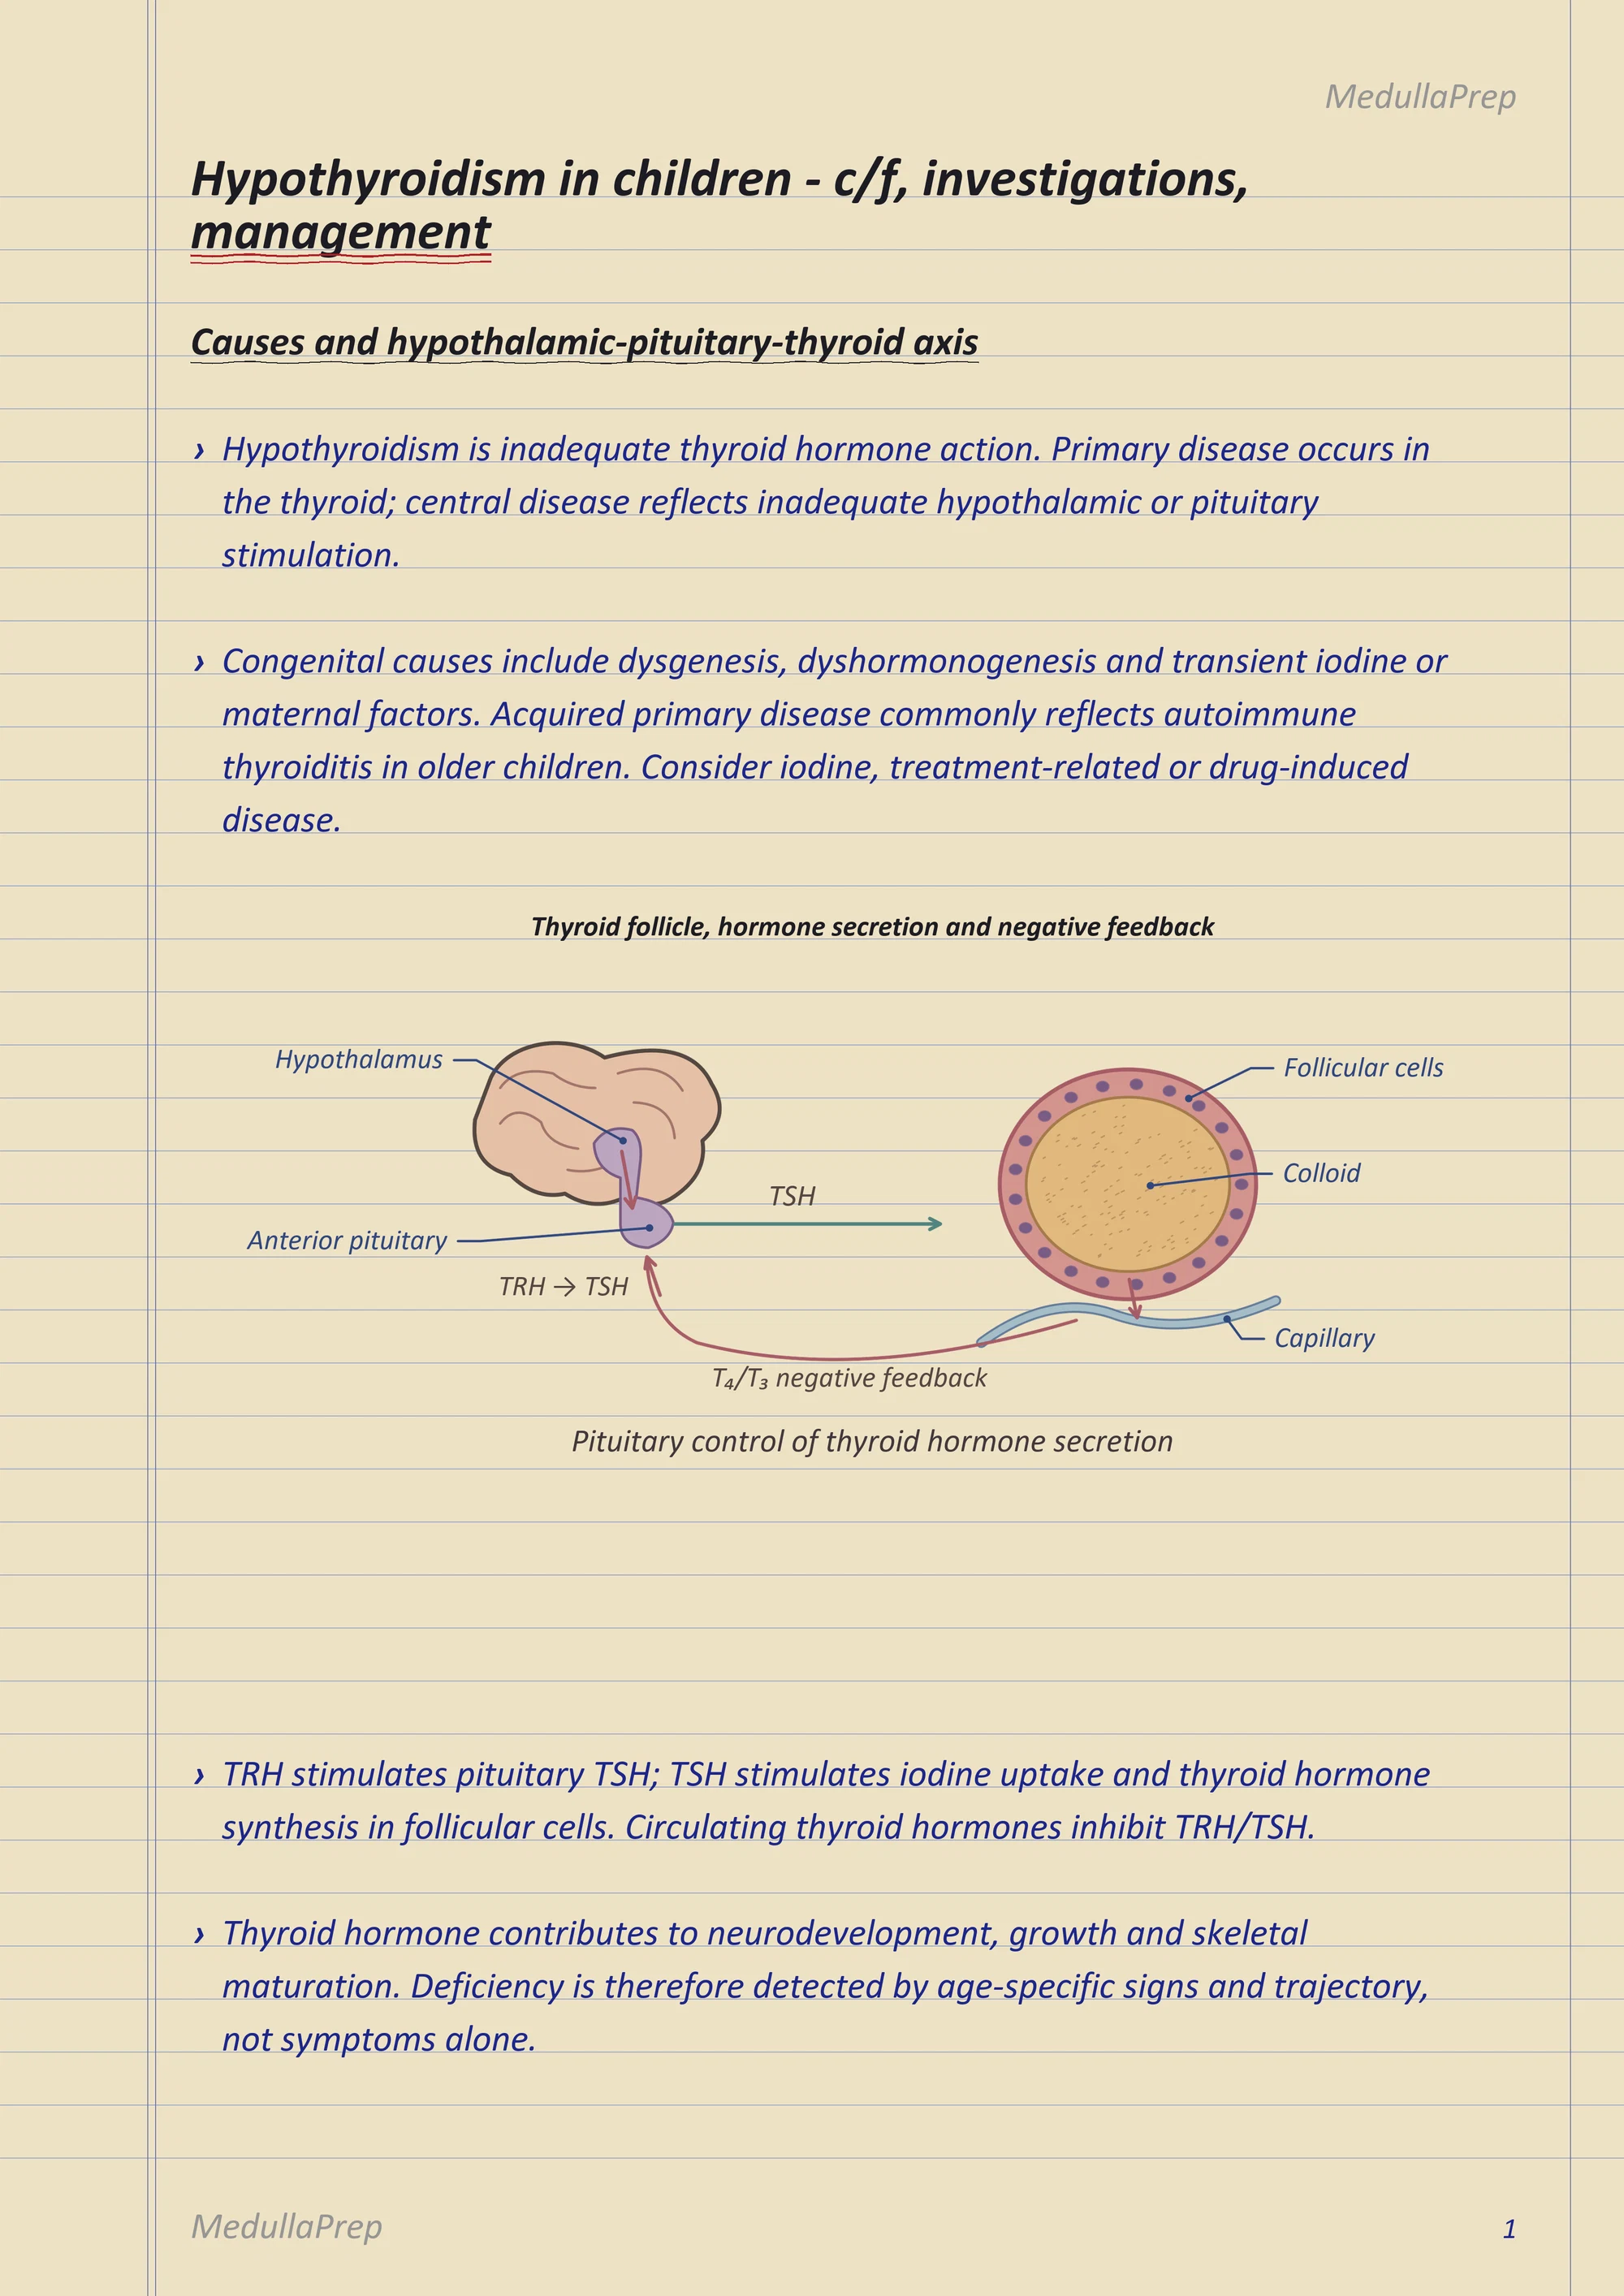 MedullaPrep
Hypothyroidism in children - c/f, investigations,
management
Causes and hypothalamic-pituitary-thyroid axis
› Hypothyroidism is inadequate thyroid hormone action. Primary disease occurs in
the thyroid; central disease reflects inadequate hypothalamic or pituitary
stimulation.
› Congenital causes include dysgenesis, dyshormonogenesis and transient iodine or
maternal factors. Acquired primary disease commonly reflects autoimmune
thyroiditis in older children. Consider iodine, treatment-related or drug-induced
disease.
Thyroid follicle, hormone secretion and negative feedback
Hypothalamus
Follicular cells
Colloid
TSH
Anterior pituitary
TRH → TSH
Capillary
T₄/T₃ negative feedback
Pituitary control of thyroid hormone secretion
› TRH stimulates pituitary TSH; TSH stimulates iodine uptake and thyroid hormone
synthesis in follicular cells. Circulating thyroid hormones inhibit TRH/TSH.
› Thyroid hormone contributes to neurodevelopment, growth and skeletal
maturation. Deficiency is therefore detected by age-specific signs and trajectory,
not symptoms alone.
MedullaPrep
1